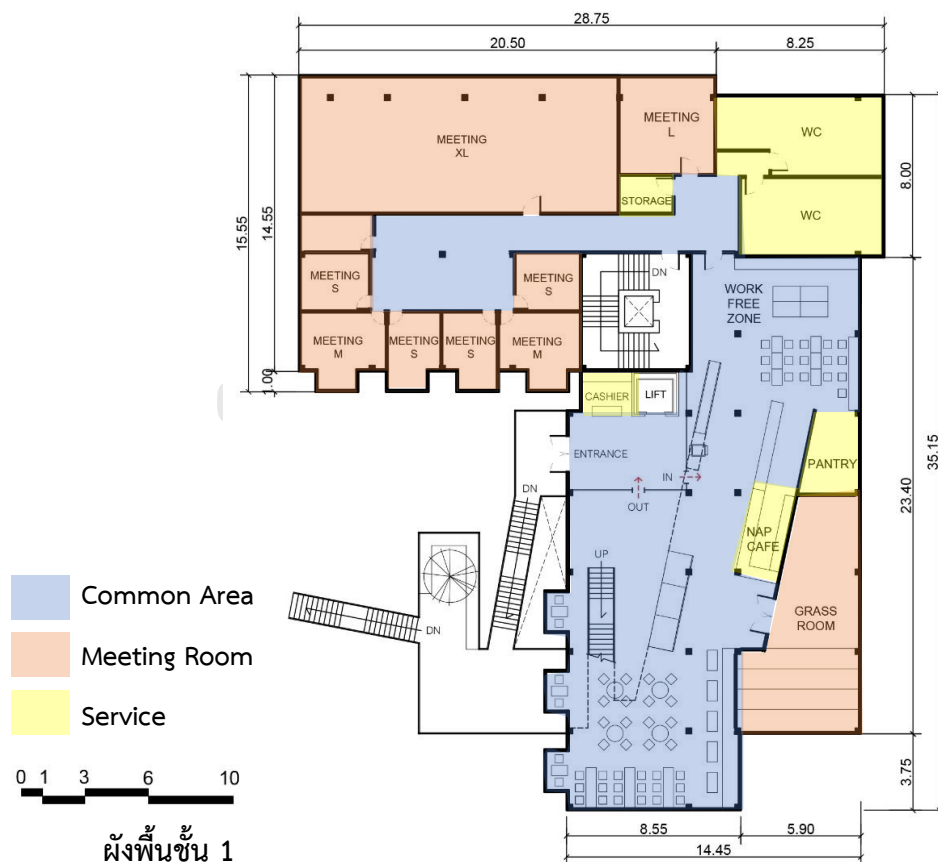 28.75
20.50
8.25
MEETING
XL
MEETING
L
WC
STORAGE
WC
8.00
15.55
14.55
1.00
MEETING
S
MEETING
S
DN
WORK
FREE
ZONE
MEETING
M
MEETING
S
MEETING
S
MEETING
M
CASHIER
LIFT
35.15
ENTRANCE
IN
OUT
PANTRY
23.40
DN
NAP
CAFE
UP
GRASS
ROOM
DN
Common Area
Meeting Room
Service
0 1 3 6 10
3.75
8.55
5.90
14.45
ผังพื้นชั้น 1